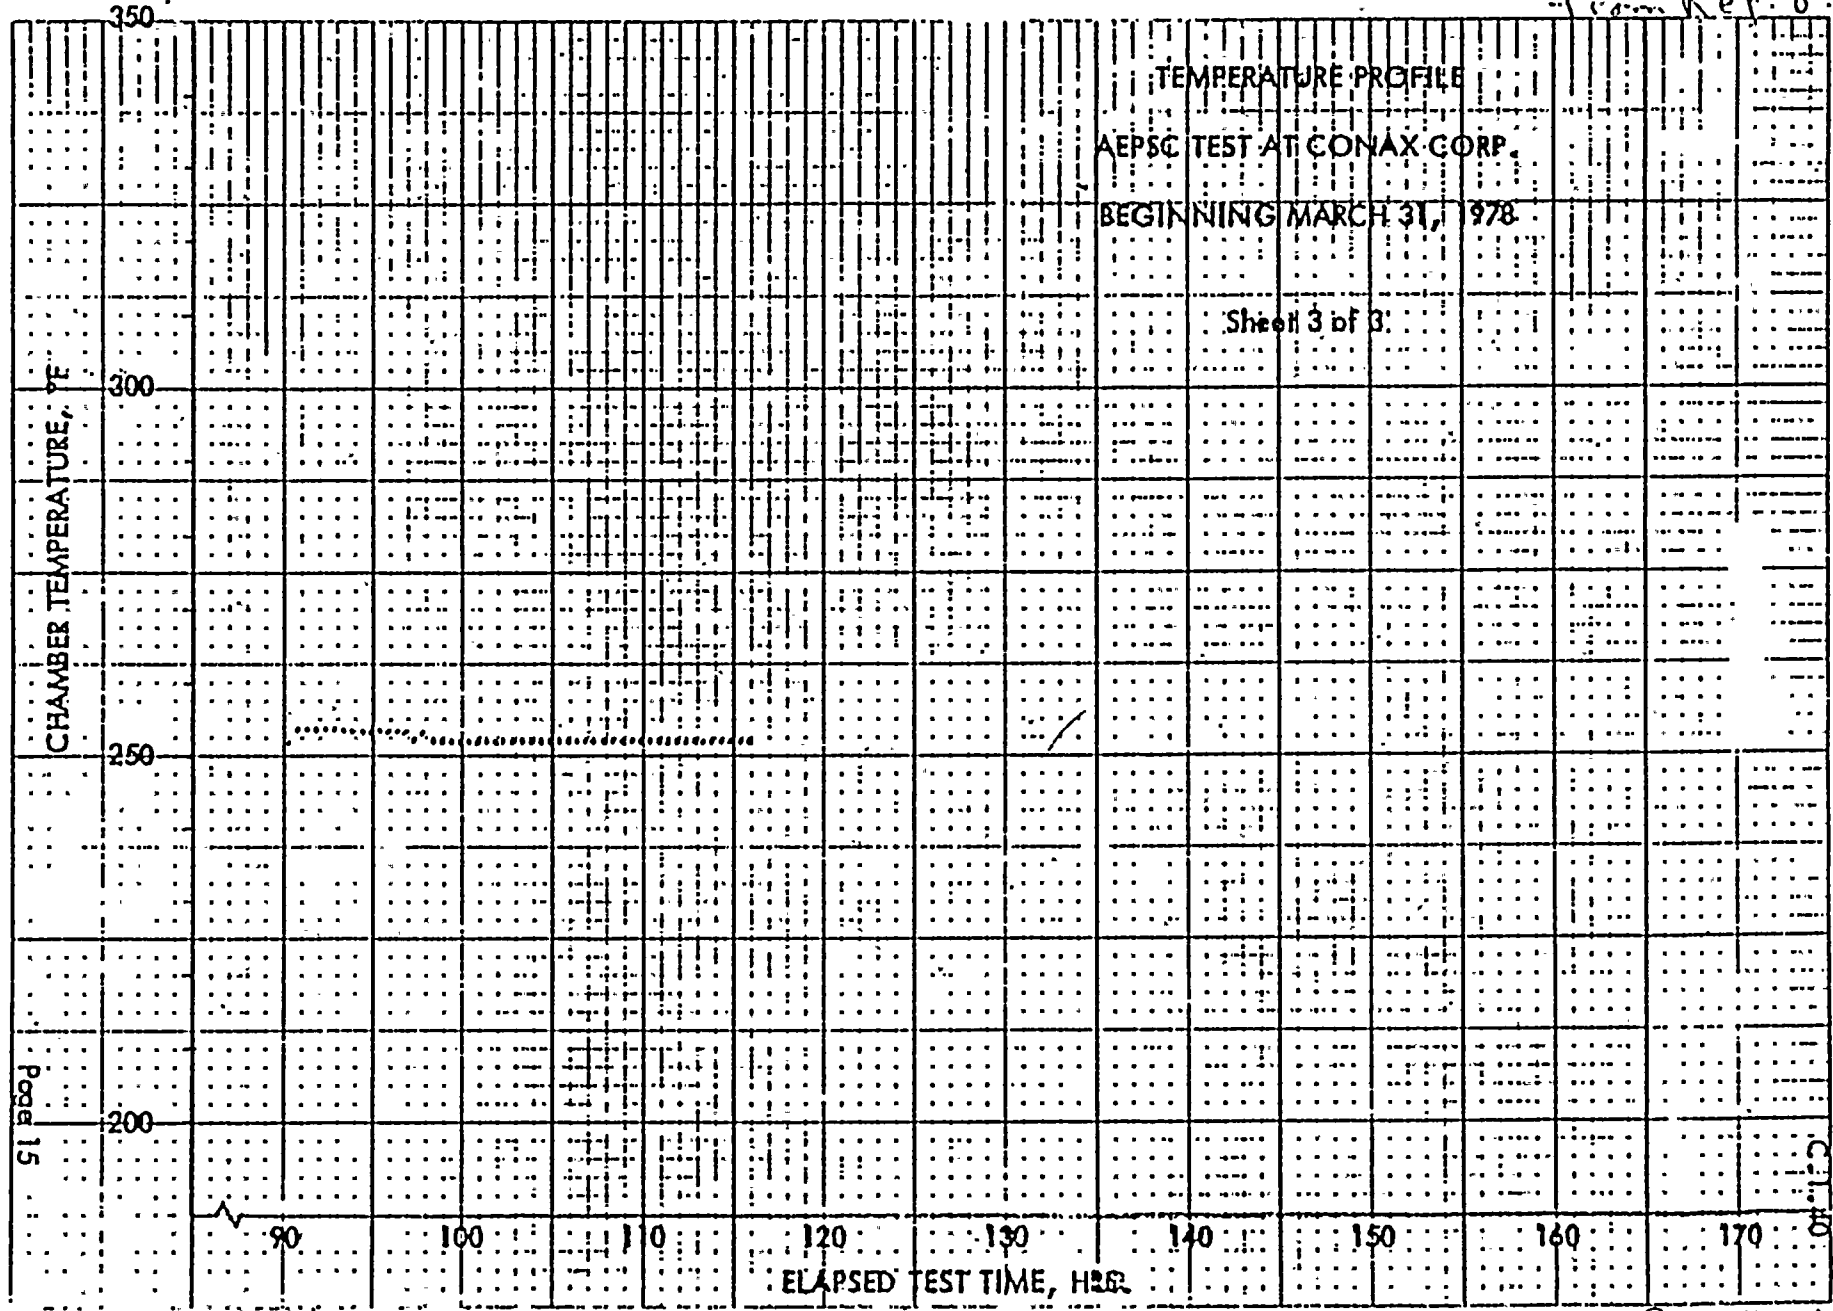 350
TEMPERATURE PROFILE
AEPSC TEST AT CONAX CORP.
BEGINNING MARCH 31, 1978
Sheet 3 of 3
300
CHAMBER TEMPERATURE, °F
250
200
90 100 110 120 130 140 150 160 170
ELAPSED TEST TIME, HRS.
Page 15